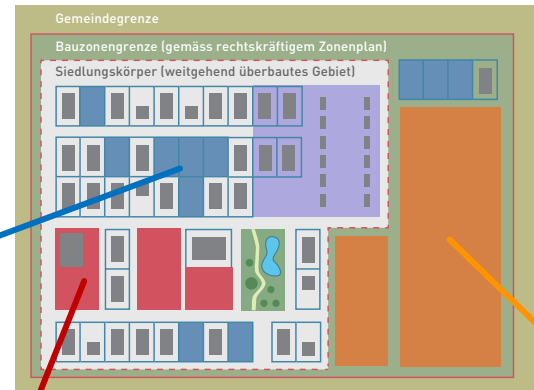 Gemeindegrenze
Bauzonengrenze (gemäss rechtskräftigem Zonenplan)
Siedlungskörper (weitgehend überbautes Gebiet)